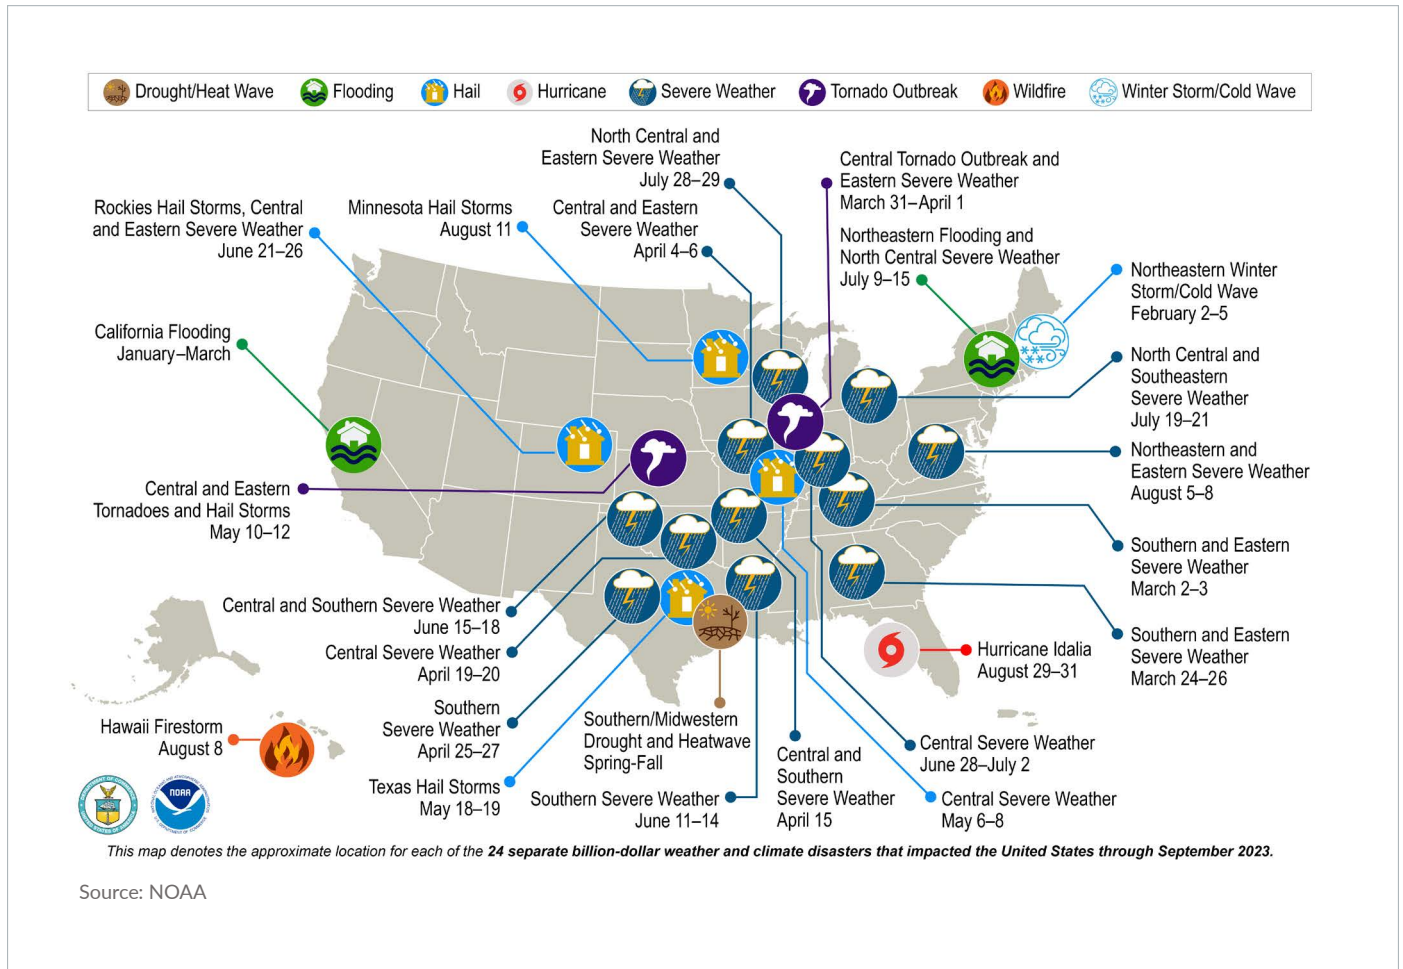 Drought/Heat Wave
Flooding
Hail
Hurricane
Severe Weather
Tornado Outbreak
Wildfire
Winter Storm/Cold Wave
North Central and
Eastern Severe Weather
July 28–29
Central Tornado Outbreak and
Eastern Severe Weather
March 31–April 1
Rockies Hail Storms, Central
and Eastern Severe Weather
June 21–26
Minnesota Hail Storms
August 11
Central and Eastern
Severe Weather
April 4–6
Northeastern Flooding and
North Central Severe Weather
July 9–15
Northeastern Winter
Storm/Cold Wave
February 2–5
California Flooding
January–March
North Central and
Southeastern
Severe Weather
July 19–21
Northeastern and
Eastern Severe Weather
August 5–8
Central and Eastern
Tornadoes and Hail Storms
May 10–12
Southern and Eastern
Severe Weather
March 2–3
Central and Southern Severe Weather
June 15–18
Southern and Eastern
Severe Weather
March 24–26
Central Severe Weather
April 19–20
Hurricane Idalia
August 29–31
Southern
Severe Weather
April 25–27
Southern/Midwestern
Drought and Heatwave
Spring-Fall
Hawaii Firestorm
August 8
Central and
Southern
Severe Weather
April 15
Central Severe Weather
June 28–July 2
Texas Hail Storms
May 18–19
Southern Severe Weather
June 11–14
Central Severe Weather
May 6–8
NOAA
This map denotes the approximate location for each of the 24 separate billion-dollar weather and climate disasters that impacted the United States through September 2023.
Source: NOAA